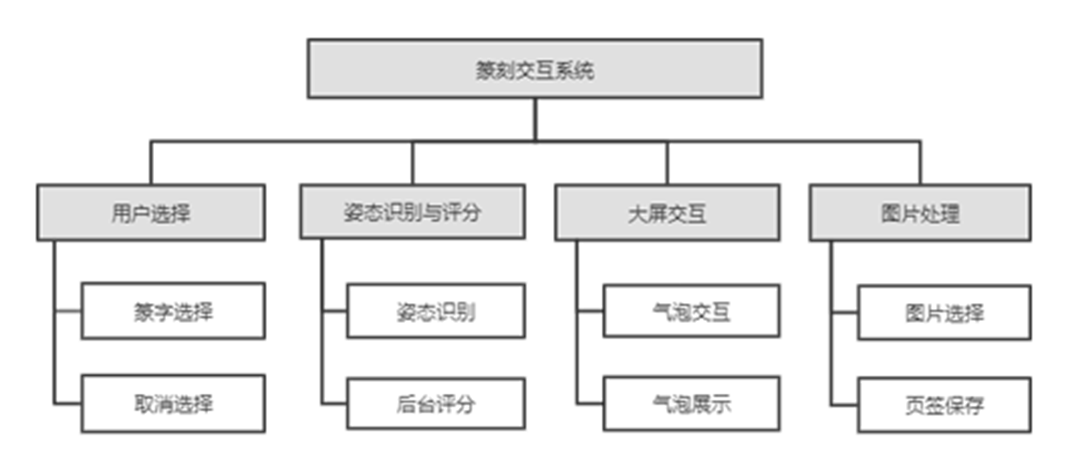 篆刻交互系统
用户选择
姿态识别与评分
大屏交互
图片处理
篆字选择
姿态识别
气泡交互
图片选择
取消选择
后台评分
气泡展示
页签保存